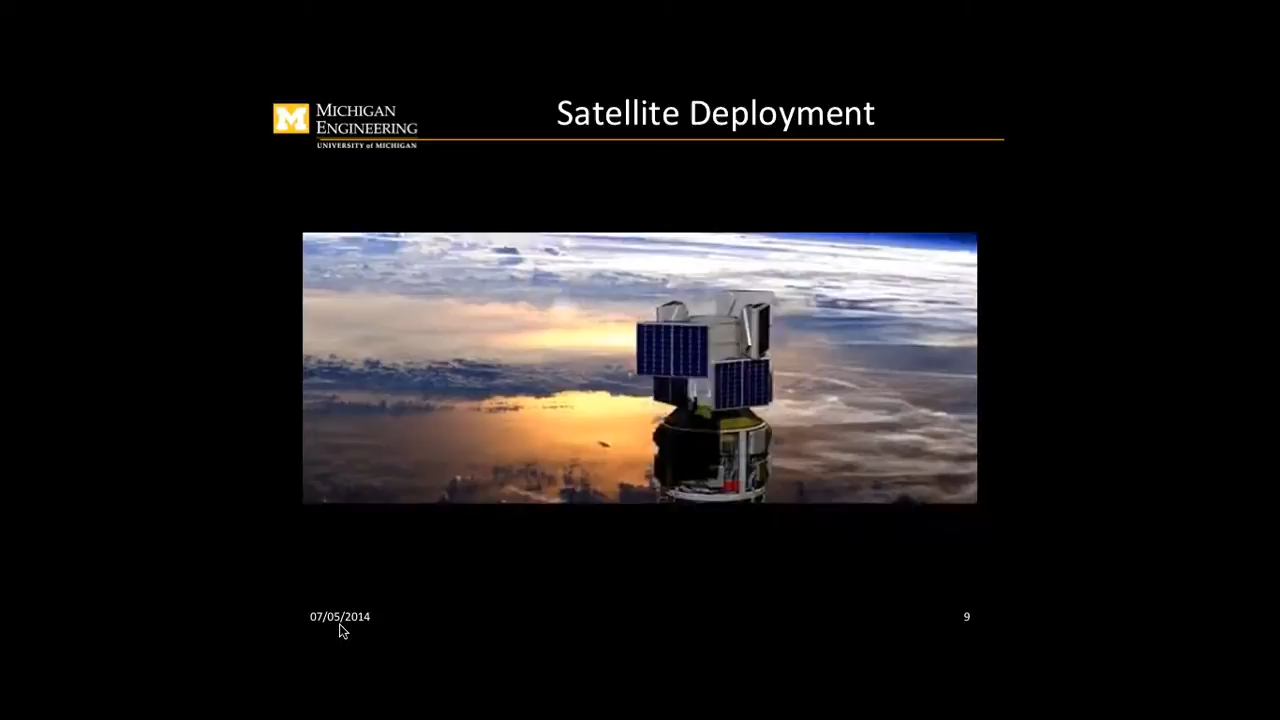 M
MICHIGAN
ENGINEERING
UNIVERSITY of MICHIGAN
Satellite Deployment
07/05/2014
9